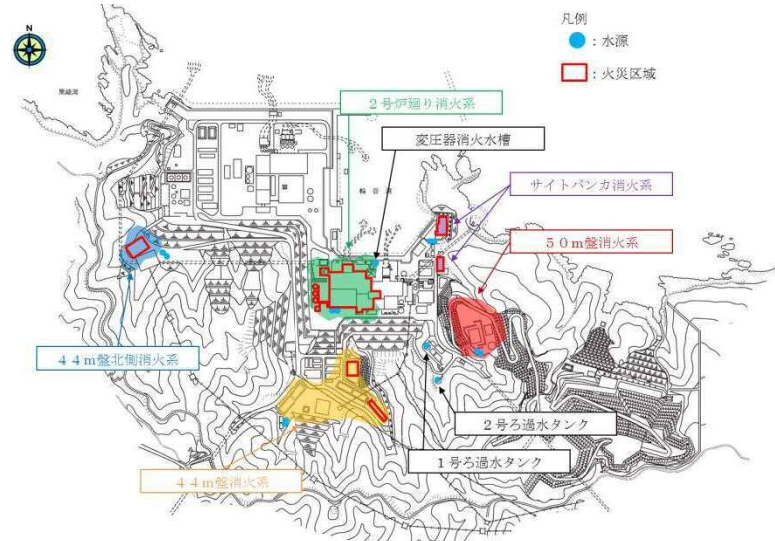 N
凡例
：水源
：火災区域
２号炉廻り消火系
変圧器消火水槽
サイトバンカ消火系
５０ｍ盤消火系
輪谷湾
４４ｍ盤北側消火系
２号ろ過水タンク
１号ろ過水タンク
４４ｍ盤消火系